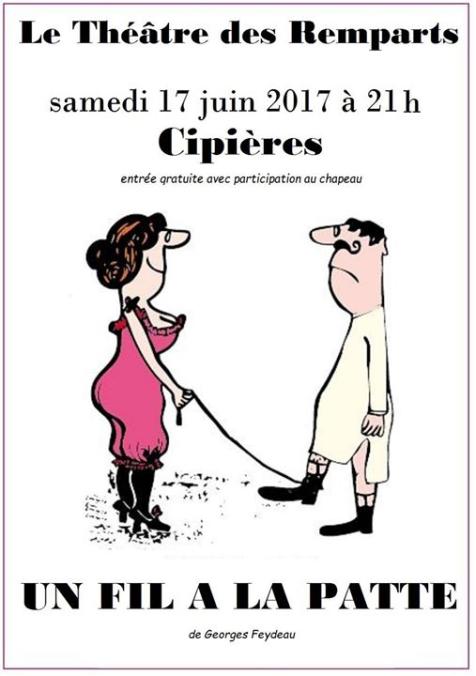 Le Théâtre des Remparts
samedi 17 juin 2017 à 21h
Cipières
entrée gratuite avec participation au chapeau
UN FIL A LA PATTE
de Georges Feydeau